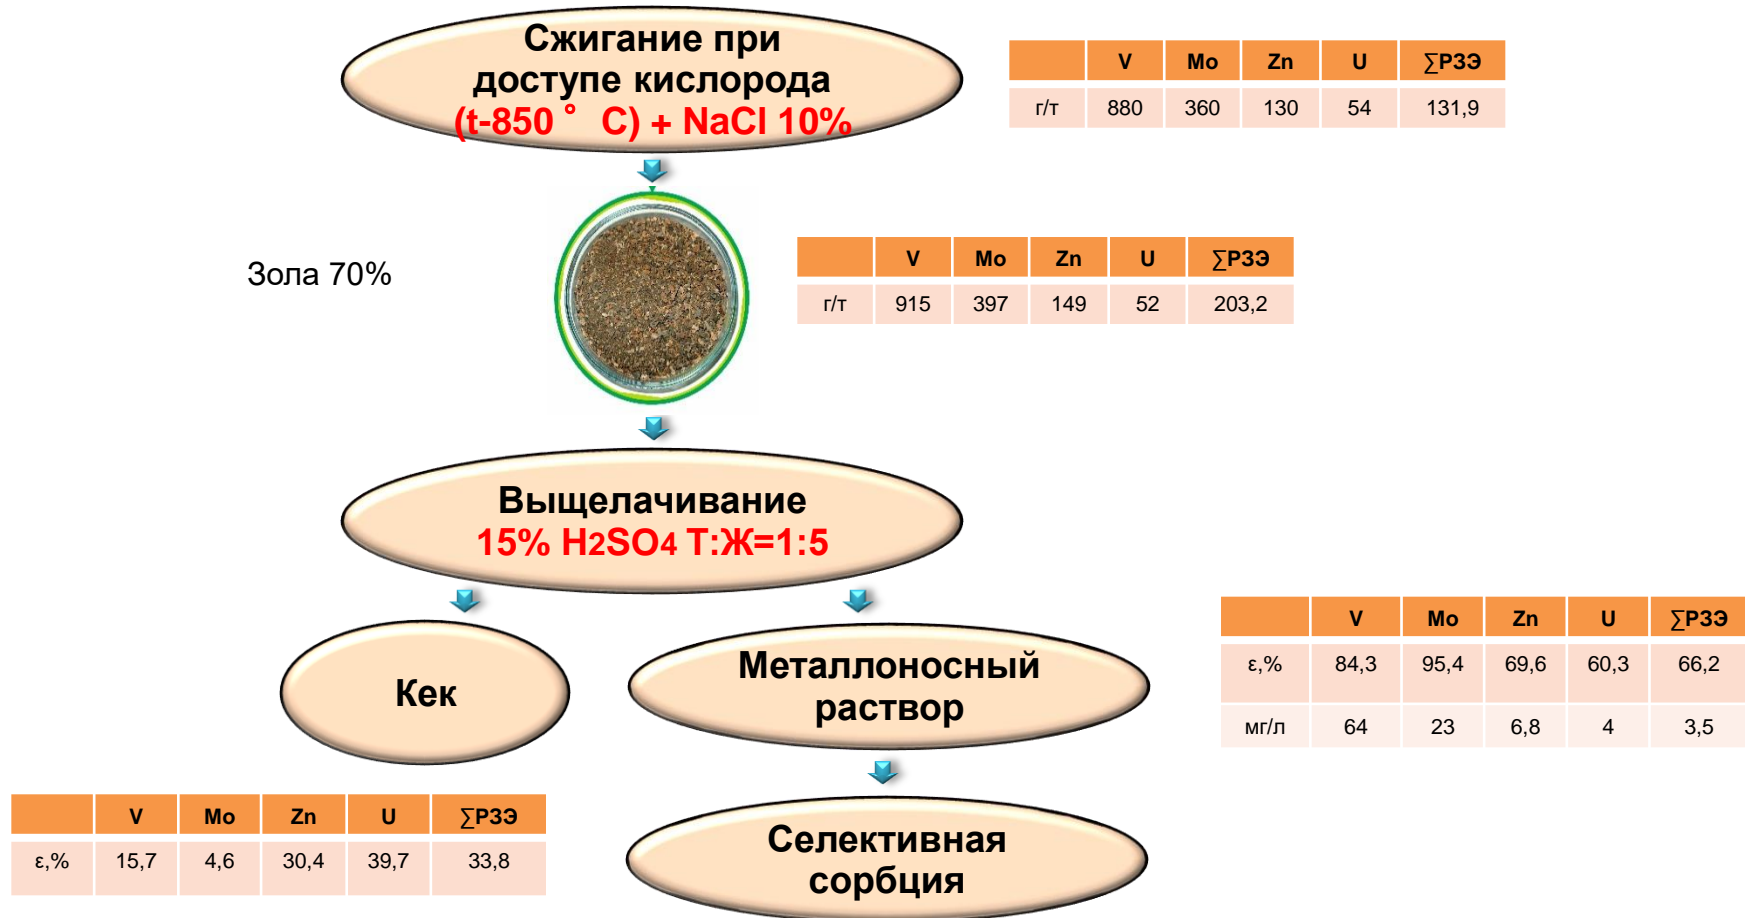 Сжигание при
доступе кислорода
(t-850 ° С) + NaCl 10%
V Mo Zn U ∑РЗЭ
г/т 880 360 130 54 131,9
Зола 70%
V Mo Zn U ∑РЗЭ
г/т 915 397 149 52 203,2
Выщелачивание
15% H2SO4 Т:Ж=1:5
Кек
Металлоносный
раствор
V Mo Zn U ∑РЗЭ
ε,% 84,3 95,4 69,6 60,3 66,2
мг/л 64 23 6,8 4 3,5
V Mo Zn U ∑РЗЭ
ε,% 15,7 4,6 30,4 39,7 33,8
Селективная
сорбция